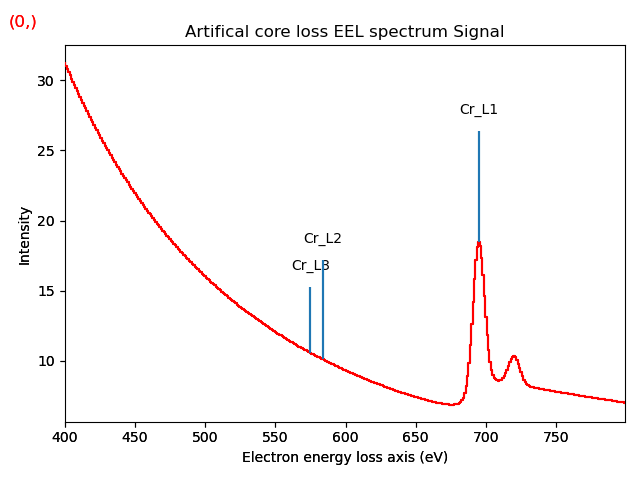 (0,)
Artifical core loss EEL spectrum Signal
Intensity
30
25
20
15
10
Cr_L1
Cr_L2
Cr_L3
400 450 500 550 600 650 700 750
Electron energy loss axis (eV)